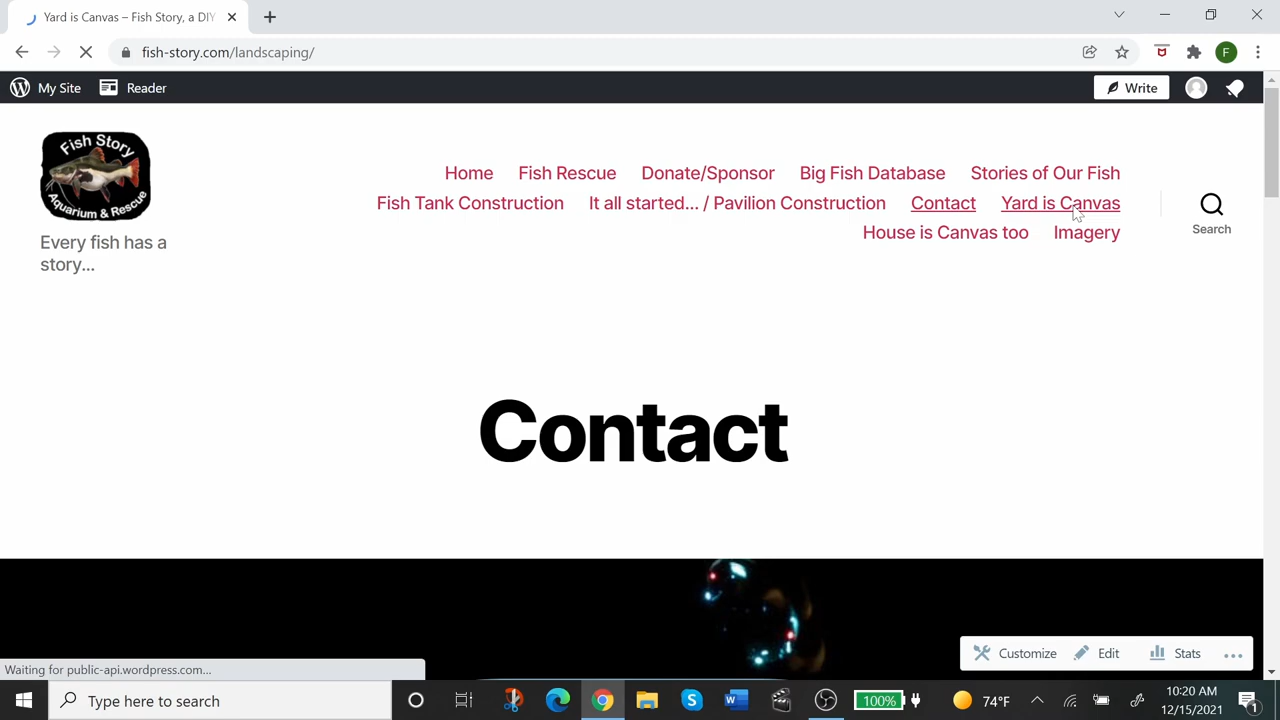 Yard is Canvas – Fish Story, a DIY
fish-story.com/landscaping/
F
My Site
Reader
Write
Fish Story
Aquarium & Rescue
Every fish has a
story...
Home
Fish Rescue
Donate/Sponsor
Big Fish Database
Stories of Our Fish
Fish Tank Construction
It all started... / Pavilion Construction
Contact
Yard is Canvas
House is Canvas too
Imagery
Search
Contact
Customize
Edit
Stats
Waiting for public-api.wordpress.com...
Type here to search
100%
74°F
10:20 AM
12/15/2021
1